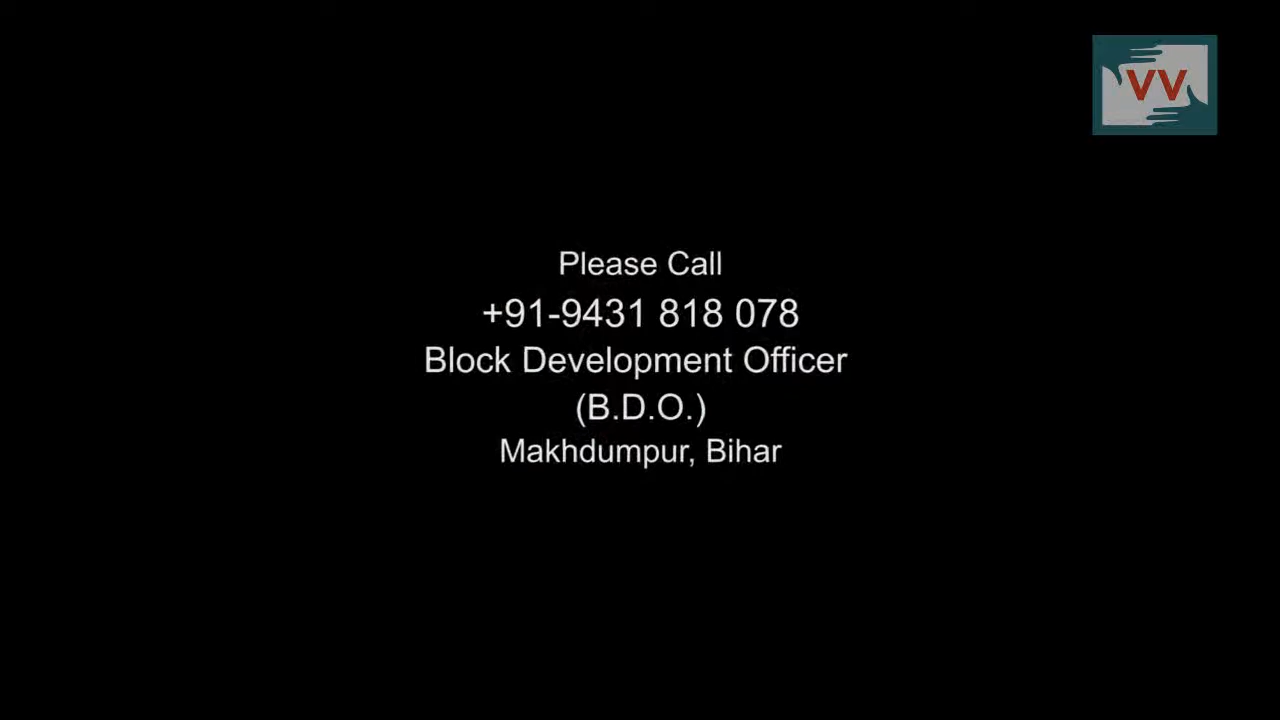 VV
Please Call
+91-9431 818 078
Block Development Officer
(B.D.O.)
Makhdumpur, Bihar